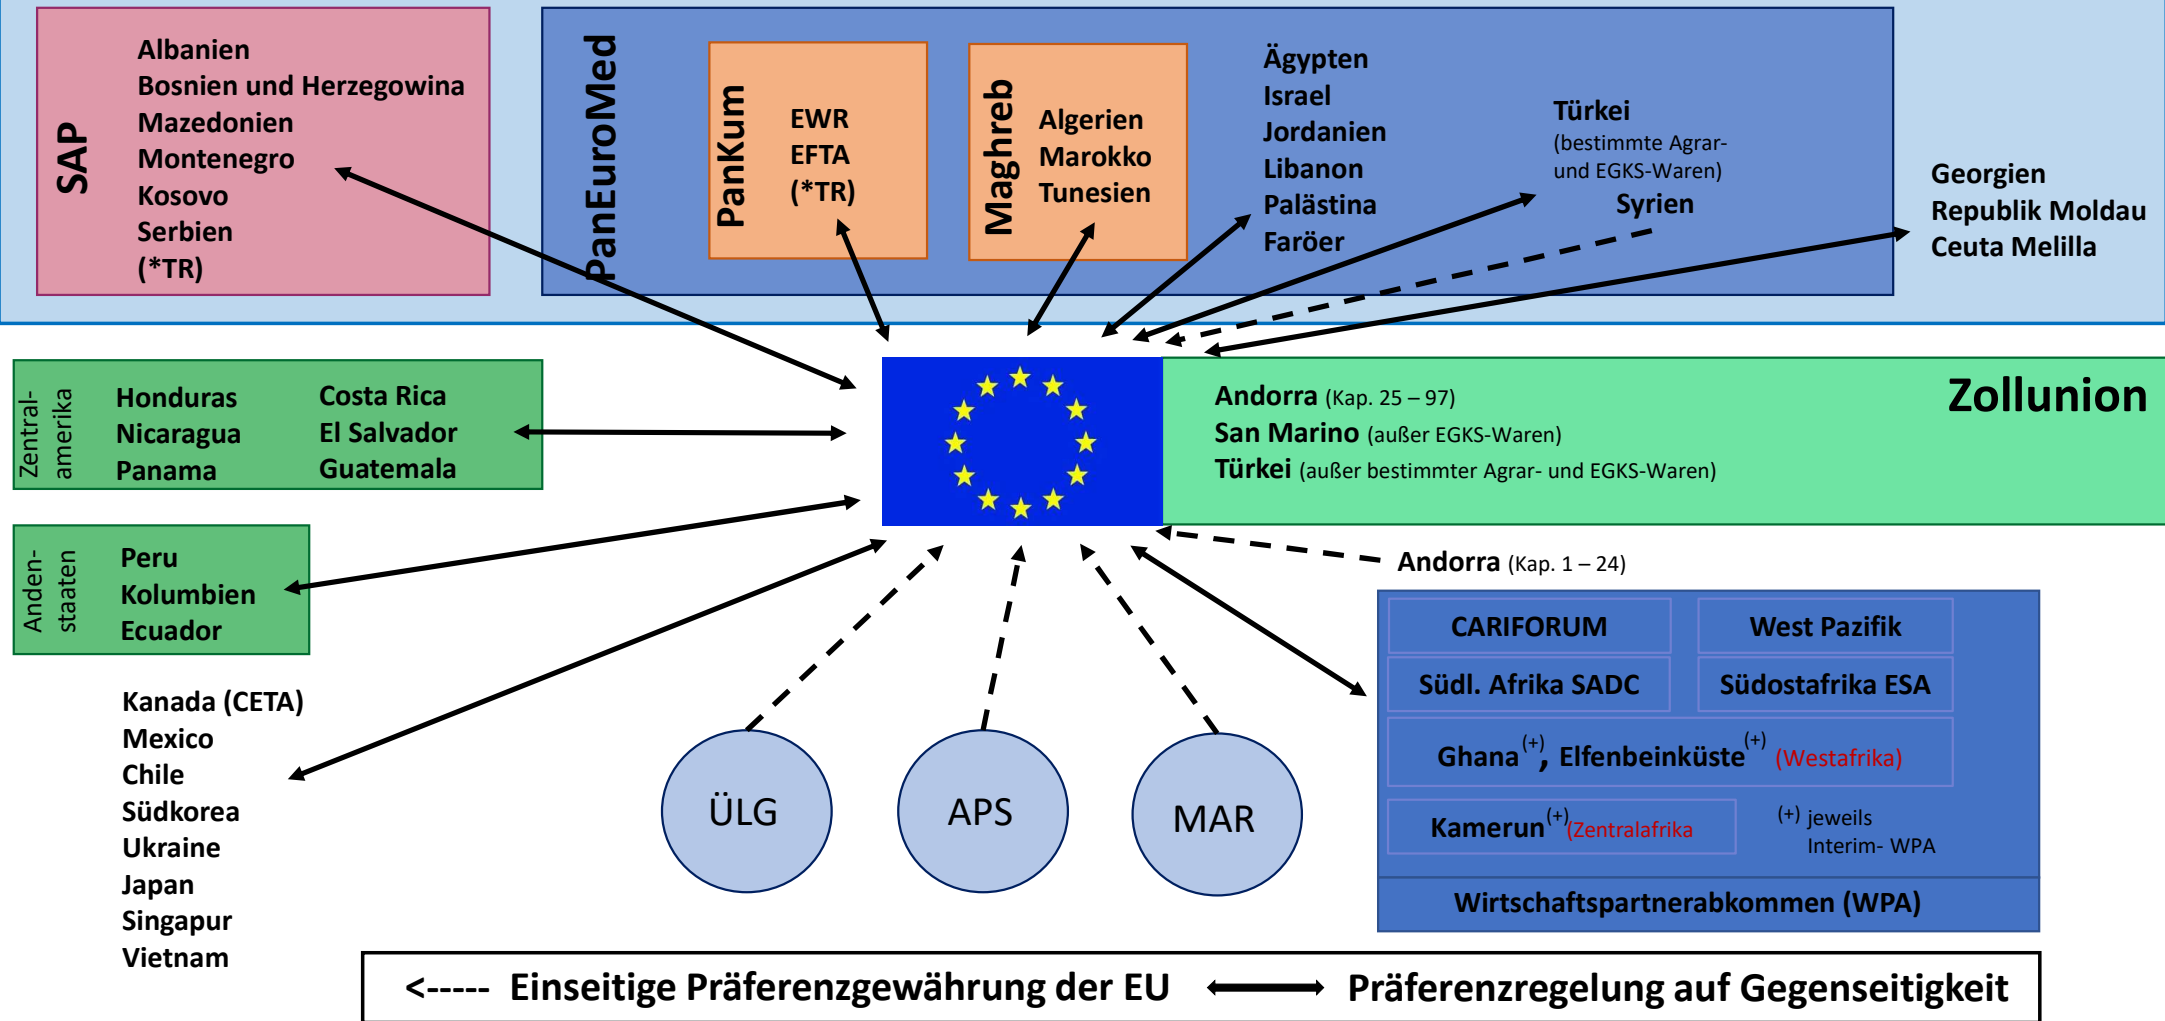 SAP
Albanien
Bosnien und Herzegowina
Mazedonien
Montenegro
Kosovo
Serbien
(*TR)
PanEuroMed
PanKum
EWR
EFTA
(*TR)
Maghreb
Algerien
Marokko
Tunesien
Ägypten
Israel
Jordanien
Libanon
Palästina
Faröer
Türkei
(bestimmte Agrar-
und EGKS-Waren)
Syrien
Georgien
Republik Moldau
Ceuta Melilla
Zentral-
amerika
Honduras
Nicaragua
Panama
Costa Rica
El Salvador
Guatemala
Andorra (Kap. 25 – 97)
San Marino (außer EGKS-Waren)
Türkei (außer bestimmter Agrar- und EGKS-Waren)
Zollunion
Anden-
staaten
Peru
Kolumbien
Ecuador
Andorra (Kap. 1 – 24)
Kanada (CETA)
Mexico
Chile
Südkorea
Ukraine
Japan
Singapur
Vietnam
ÜLG
APS
MAR
CARIFORUM
West Pazifik
Südl. Afrika SADC
Südostafrika ESA
Ghana(+), Elfenbeinküste(+) (Westafrika)
Kamerun(+)(Zentralafrika
(+) jeweils
Interim- WPA
Wirtschaftspartnerabkommen (WPA)
<----- Einseitige Präferenzgewährung der EU
Präferenzregelung auf Gegenseitigkeit